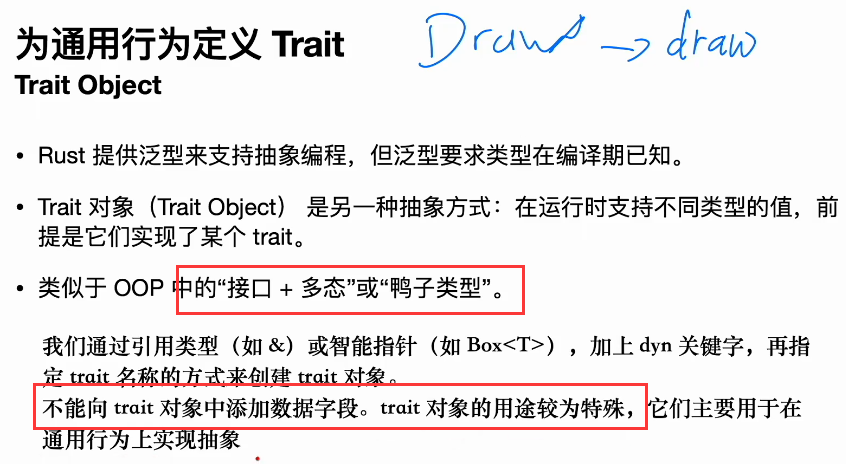 为通用行为定义 Trait
Draw → draw
Trait Object
• Rust 提供泛型来支持抽象编程，但泛型要求类型在编译期已知。
• Trait 对象（Trait Object） 是另一种抽象方式：在运行时支持不同类型的值，前
提是它们实现了某个 trait。
• 类似于 OOP 中的“接口 + 多态”或“鸭子类型”。
我们通过引用类型（如 &）或智能指针（如 Box<T>），加上 dyn 关键字，再指
定 trait 名称的方式来创建 trait 对象。
不能向 trait 对象中添加数据字段。trait 对象的用途较为特殊，它们主要用于在
通用行为上实现抽象